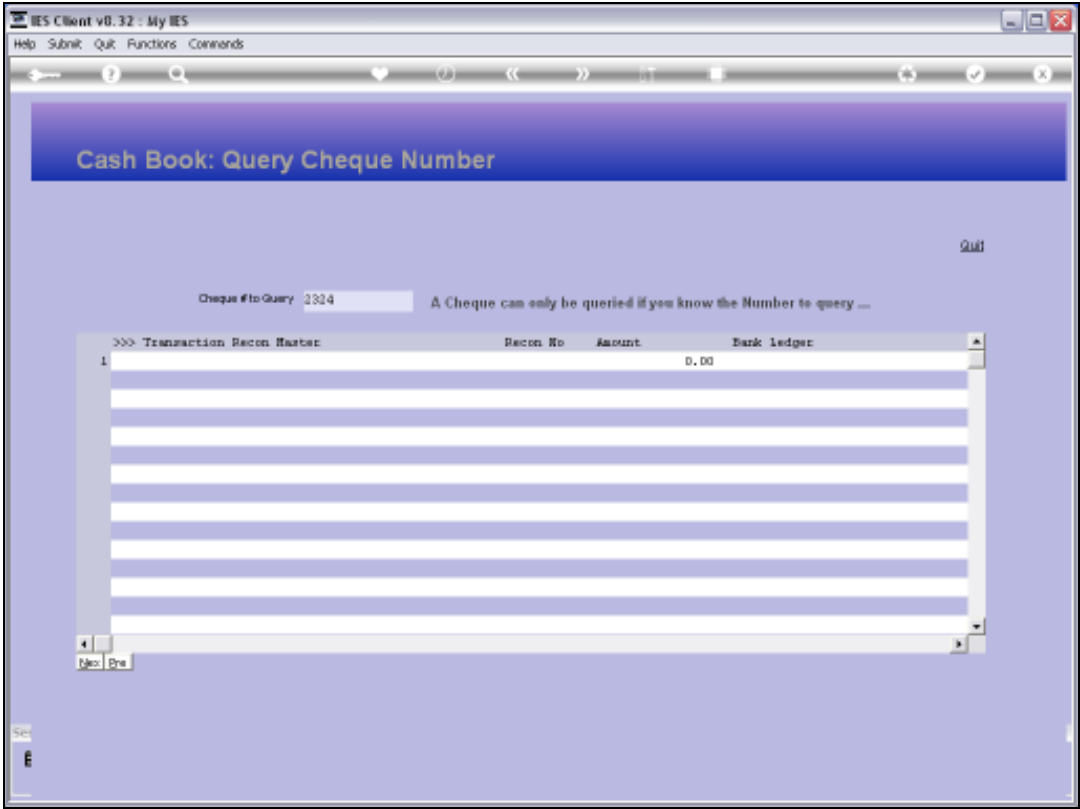 IES Client v8.32 : My IES
Help Submit Quit Functions Commands
Cash Book: Query Cheque Number
Quit
Cheque # to Query 2324 A Cheque can only be queried if you know the Number to query ...
>>> Transaction Recon Master Recon No Amount Bank Ledger
1 0.00
Nex Pre
Ses